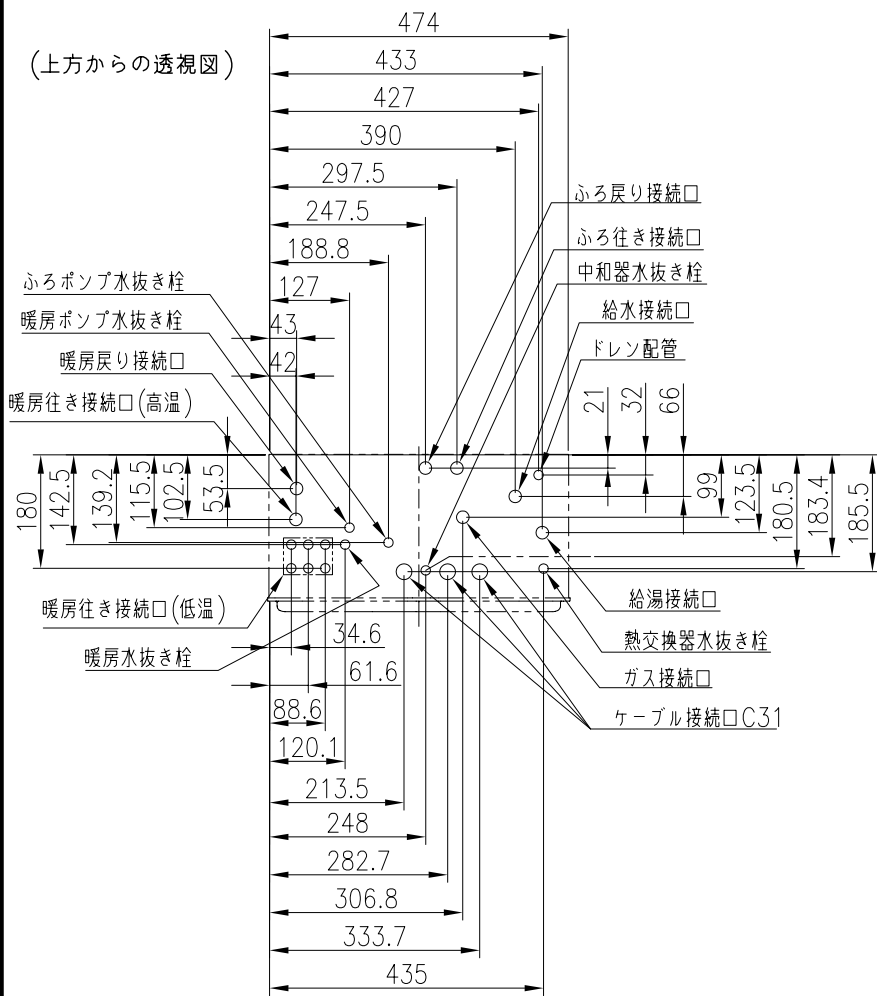 474
(上方からの透視図)
433
427
390
297.5
ふろ戻り接続口
247.5
ふろ往き接続口
188.8
中和器水抜き栓
ふろポンプ水抜き栓
127
給水接続口
暖房ポンプ水抜き栓
43
ドレン配管
暖房戻り接続口
42
暖房往き接続口(高温)
21
32
66
180
142.5
139.2
115.5
102.5
53.5
99
123.5
180.5
183.4
185.5
暖房往き接続口(低温)
給湯接続口
34.6
熱交換器水抜き栓
暖房水抜き栓
61.6
ガス接続口
88.6
ケーブル接続口C31
120.1
213.5
248
282.7
306.8
333.7
435